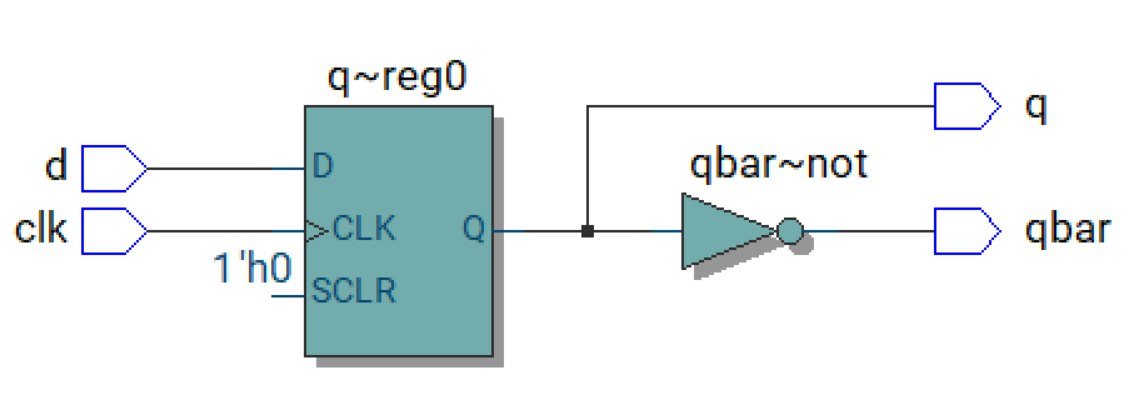 q~reg0
q
qbar~not
d
D
clk
CLK
Q
qbar
1'h0
SCLR